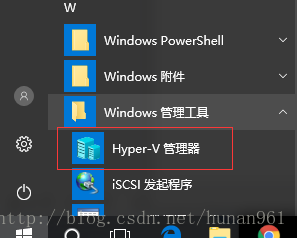 W
Windows PowerShell
Windows 附件
Windows 管理工具
Hyper-V 管理器
iSCSI 发起程序
http://blog.csdn.net/hunan961